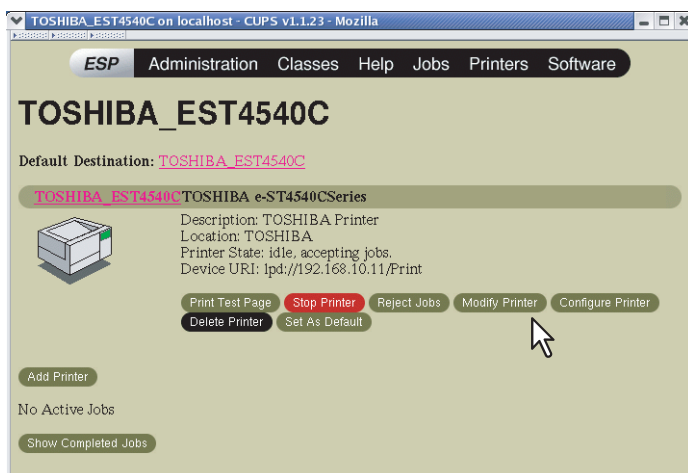 TOSHIBA_EST4540C on localhost - CUPS v1.1.23 - Mozilla
ESP Administration Classes Help Jobs Printers Software
TOSHIBA_EST4540C
Default Destination: TOSHIBA_EST4540C
TOSHIBA_EST4540C TOSHIBA e-ST4540CSeries
Description: TOSHIBA Printer
Location: TOSHIBA
Printer State: idle, accepting jobs.
Device URI: lpd://192.168.10.11/Print
Print Test Page Stop Printer Reject Jobs Modify Printer Configure Printer
Delete Printer Set As Default
Add Printer
No Active Jobs
Show Completed Jobs